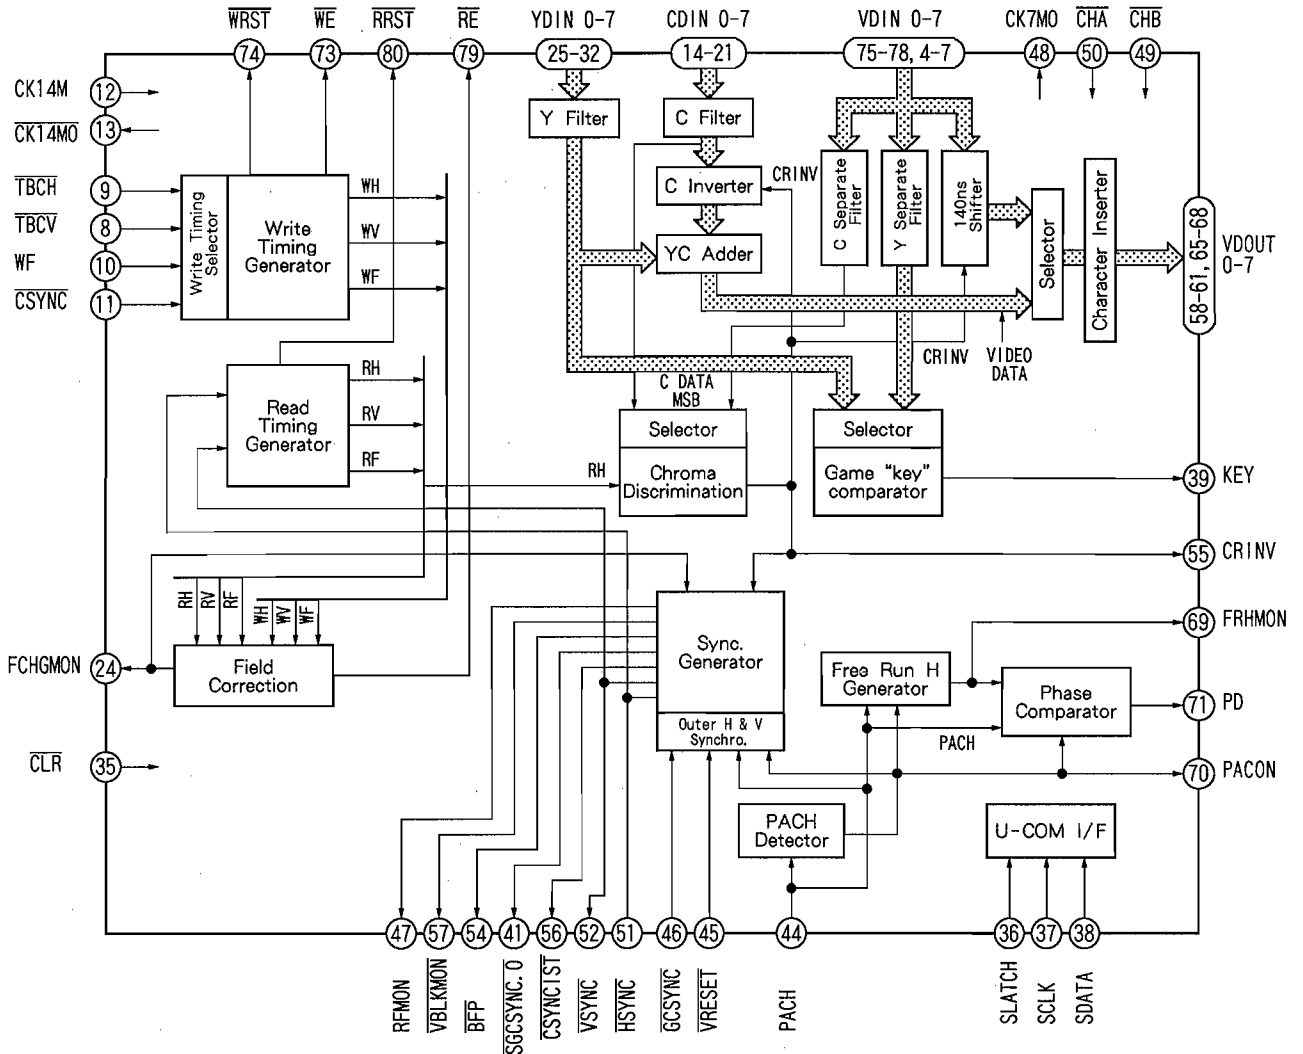 WRST
WE
RRST
RE
YDIN 0-7
CDIN 0-7
VDIN 0-7
CK7MO
CHA
CHB
74
73
80
79
25-32
14-21
75-78, 4-7
48
50
49
CK14M
12
CK14MO
13
Y Filter
C Filter
TBCH
9
TBCV
8
WF
10
CSYNC
11
Write Timing
Selector
Write
Timing
Generator
WH
WV
WF
C Inverter
CRINV
YC Adder
C Separate
Filter
Y Separate
Filter
140ns
Shifter
Selector
Character Inserter
58-61, 65-68
VDOUT
0-7
CRINV
VIDEO
DATA
Read
Timing
Generator
RH
RV
RF
C DATA
MSB
Selector
Chroma
Discrimination
RH
Selector
Game "key"
comparator
39
KEY
55
CRINV
RH
RV
RF
WH
WV
WF
FCHGMON
24
Field
Correction
Sync.
Generator
Outer H & V
Synchro.
69
FRHMON
Frea Run H
Generator
Phase
Comparator
71
PD
PACH
70
PACON
CLR
35
PACH
Detector
U-COM I/F
47
57
54
41
56
52
51
46
45
44
36
37
38
RFMON
VBLKMON
BFP
SGCSYNC.O
CSYNCIST
VSYNC
HSYNC
GCSYNC
VRESET
PACH
SLATCH
SCLK
SDATA